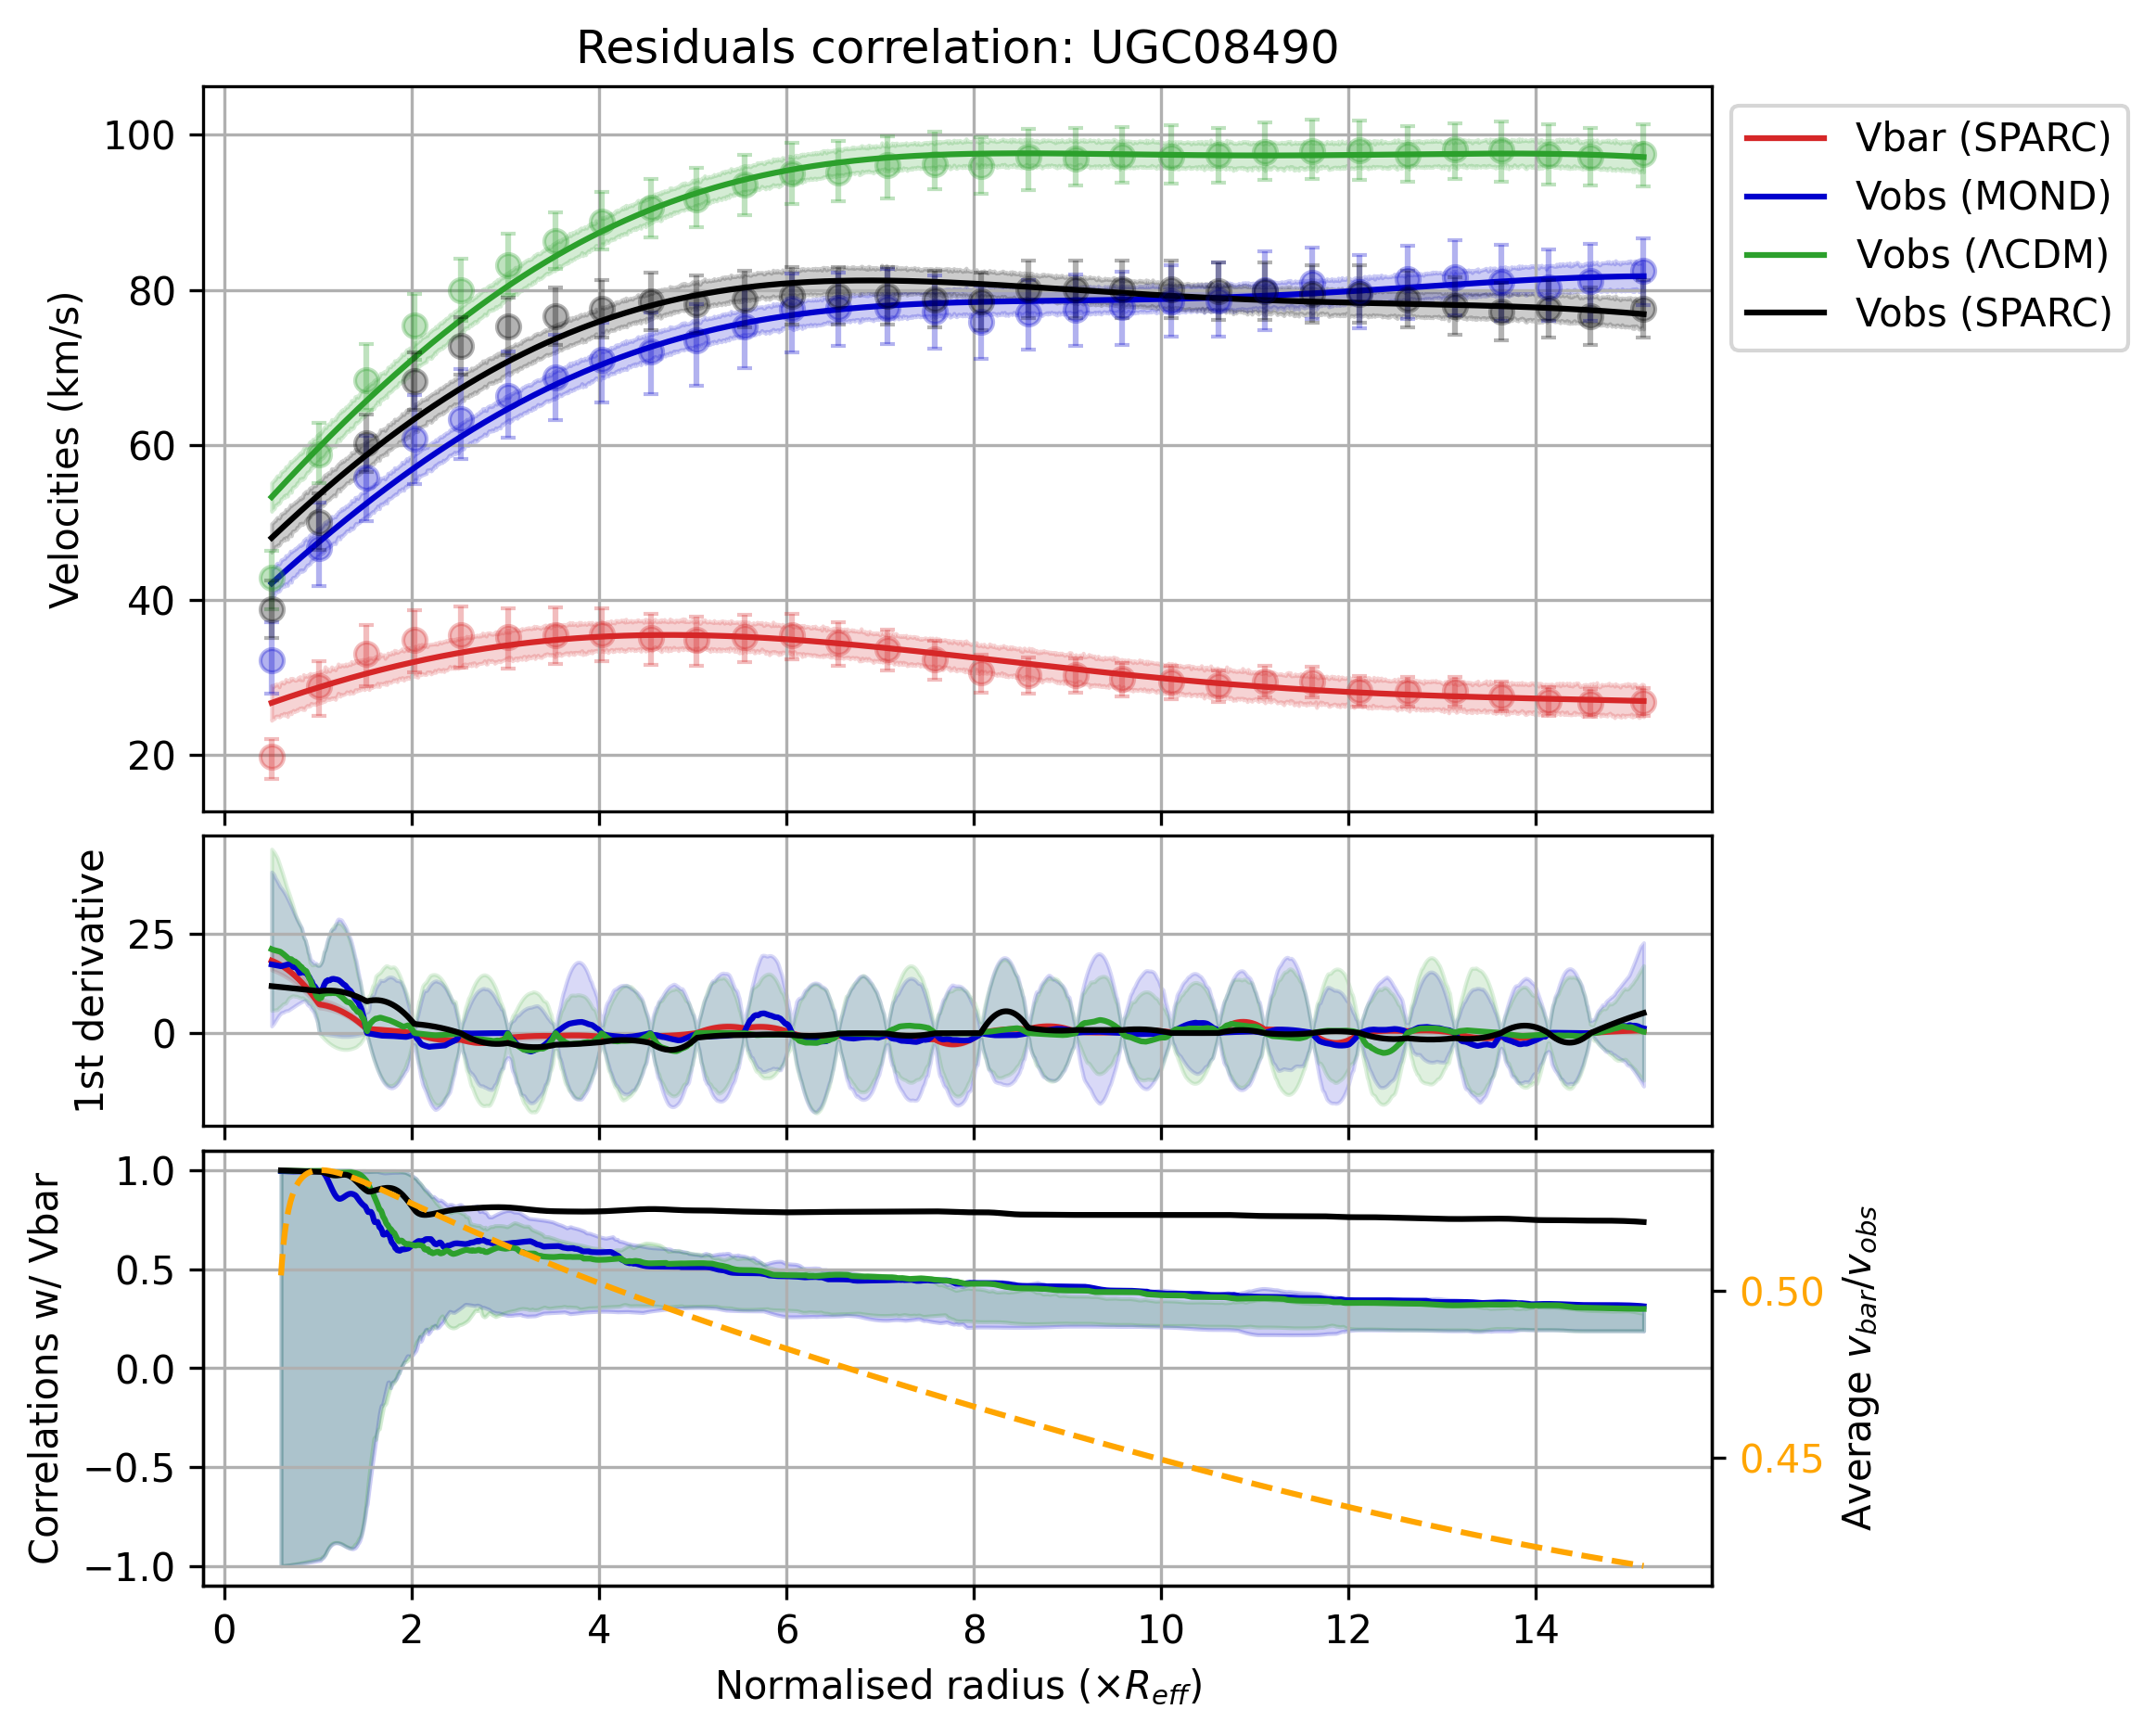 Residuals correlation: UGC08490
Velocities (km/s)
100
80
60
40
20
Vbar (SPARC)
Vobs (MOND)
Vobs (ΛCDM)
Vobs (SPARC)
1st derivative
25
0
Correlations w/ Vbar
1.0
0.5
0.0
−0.5
−1.0
0.50
0.45
Average v_bar/v_obs
0 2 4 6 8 10 12 14
Normalised radius (×R_eff)